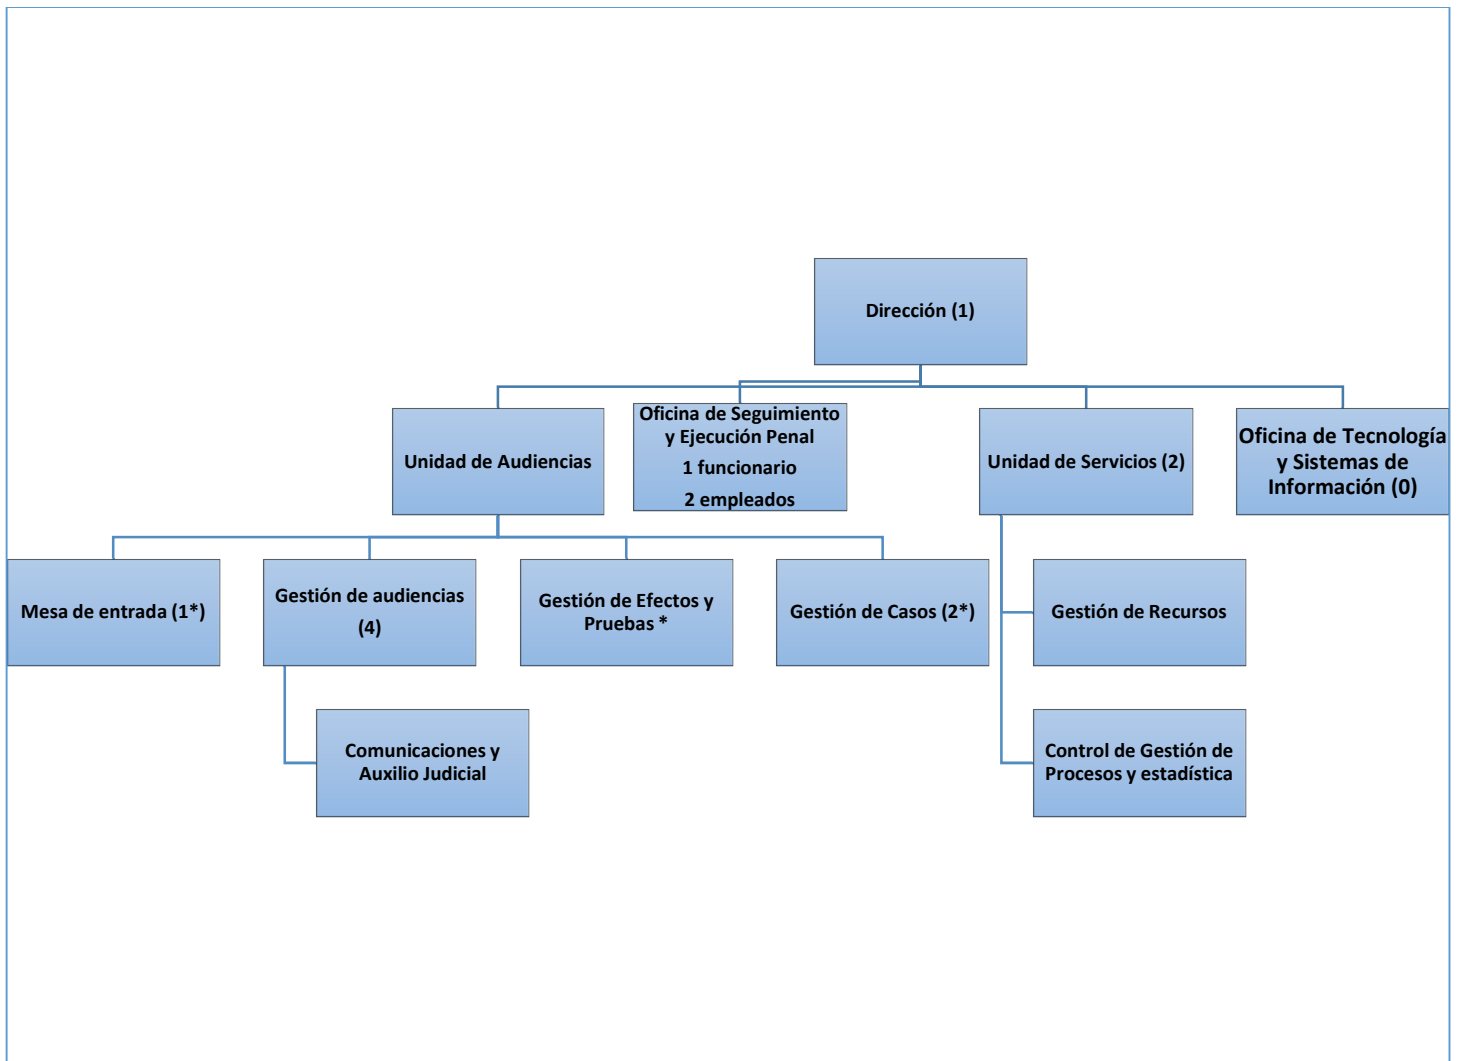 Dirección (1)
Unidad de Audiencias
Oficina de Seguimiento
y Ejecución Penal
1 funcionario
2 empleados
Unidad de Servicios (2)
Oficina de Tecnología
y Sistemas de
Información (0)
Mesa de entrada (1*)
Gestión de audiencias
(4)
Gestión de Efectos y
Pruebas *
Gestión de Casos (2*)
Gestión de Recursos
Comunicaciones y
Auxilio Judicial
Control de Gestión de
Procesos y estadística